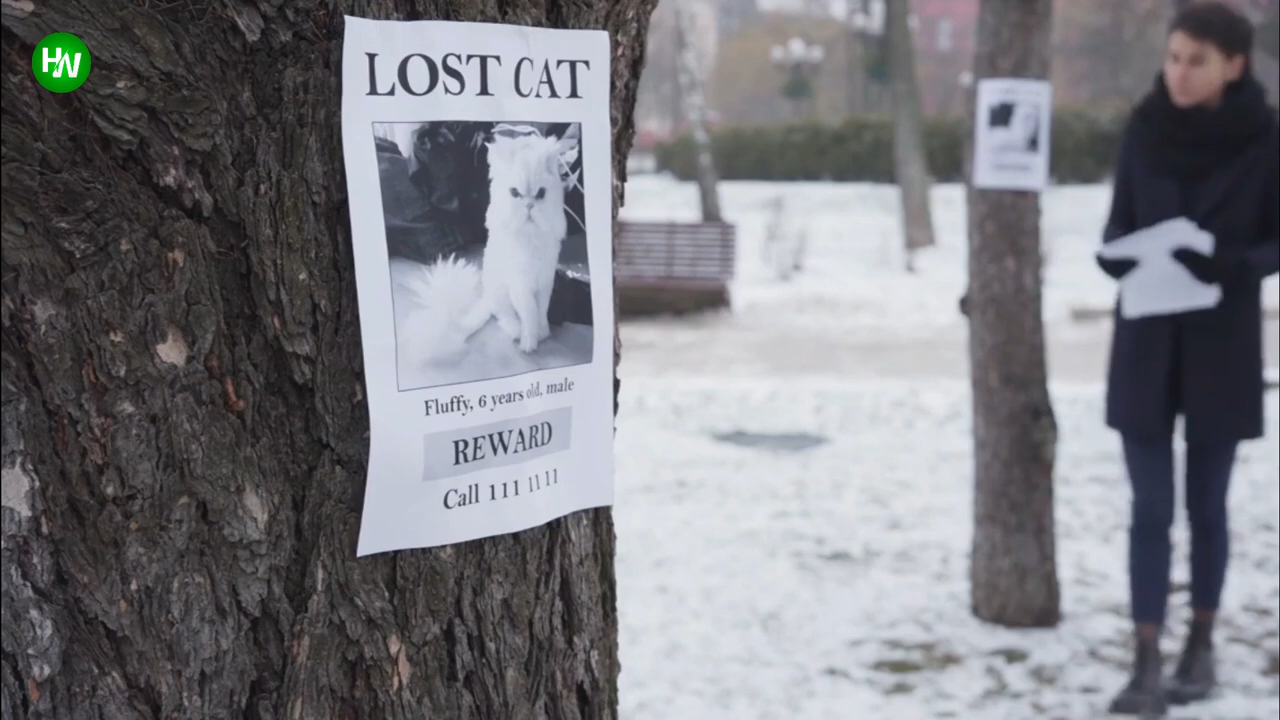 HW
LOST CAT
Fluffy, 6 years old, male
REWARD
Call 111 11 11